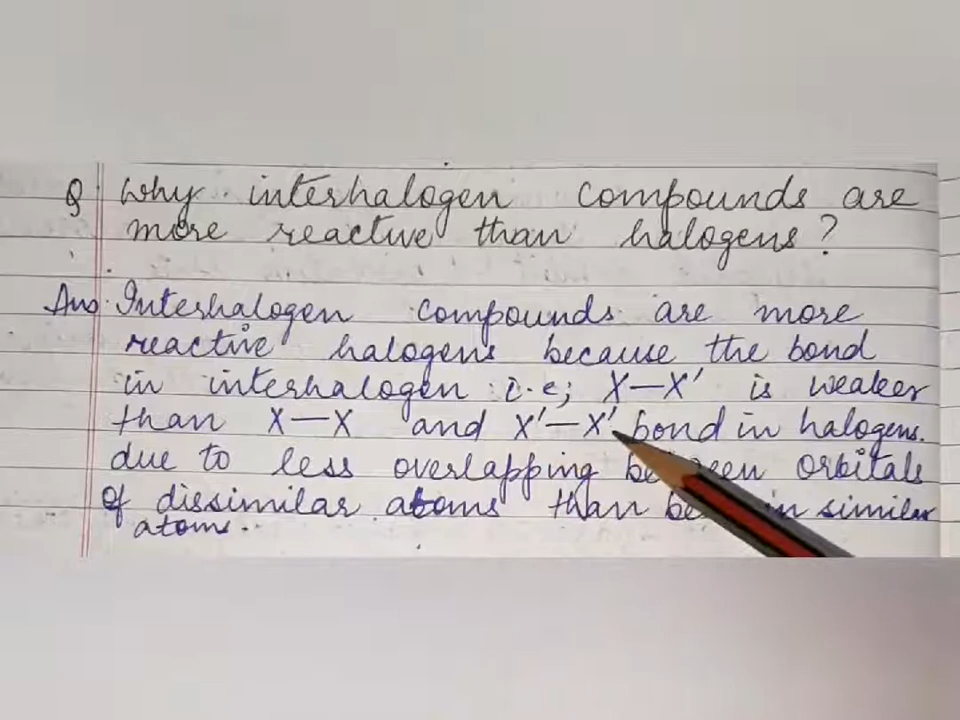 Q Why interhalogen compounds are
more reactive than halogens?
Ans. Interhalogen compounds are more
reactive halogens because the bond
in interhalogen i.e; X—X' is weaker
than X—X and X'—X' bond in halogens.
due to less overlapping orbitals
of dissimilar atoms than in similar
atoms.